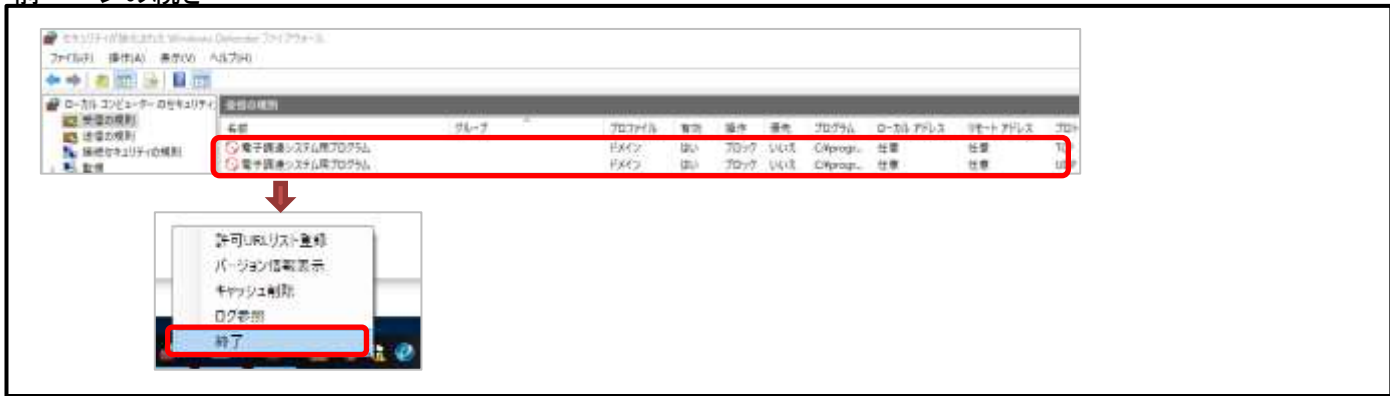 前ページの続き
セキュリティが強化された Windows Defender ファイアウォール
ファイル(F) 操作(A) 表示(V) ヘルプ(H)
ローカル コンピューター のセキュリティ 受信の規則
受信の規則
送信の規則
接続セキュリティの規則
監視
名前 グループ プロファイル 有効 操作 優先 プログラム ローカル アドレス リモート アドレス
電子調達システム用プログラム ドメイン はい ブロック いいえ C:¥progr... 任意 任意
電子調達システム用プログラム ドメイン はい ブロック いいえ C:¥progr... 任意 任意
許可URLリスト登録
バージョン情報表示
キャッシュ削除
ログ参照
終了